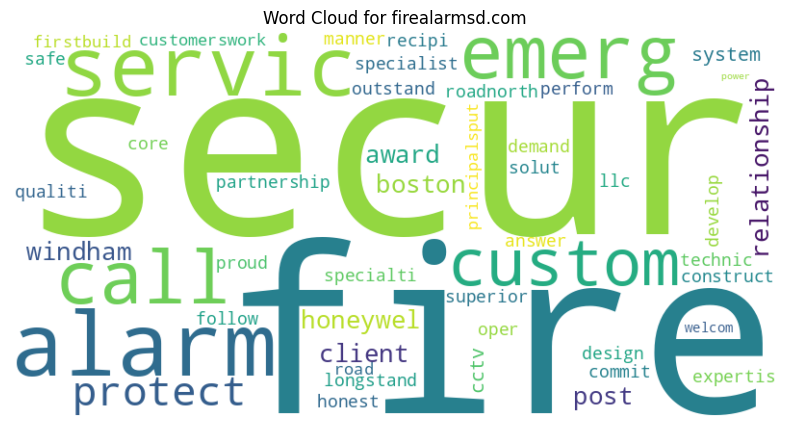 Word Cloud for firealarmsd.com
firstbuild customerswork manner recipi
safe servic specialist emerg system
outstand roadnorth perform power
secur
core award principalsput demand relationship
qualiti partnership boston solut llc develop
windham call proud custom answer technic
specialti construct
alarm fire superior
follow honeywel oper welcom
client cctv design
road commit
protect longstand expertis
honest post